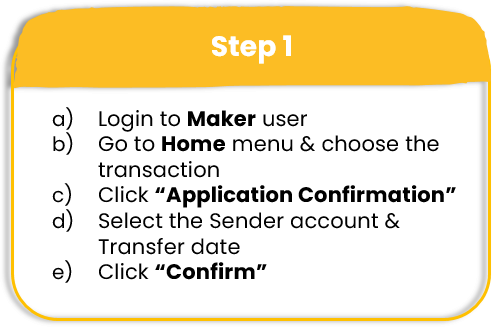 Step 1
a) Login to Maker user
b) Go to Home menu & choose the
transaction
c) Click “Application Confirmation”
d) Select the Sender account &
Transfer date
e) Click “Confirm”